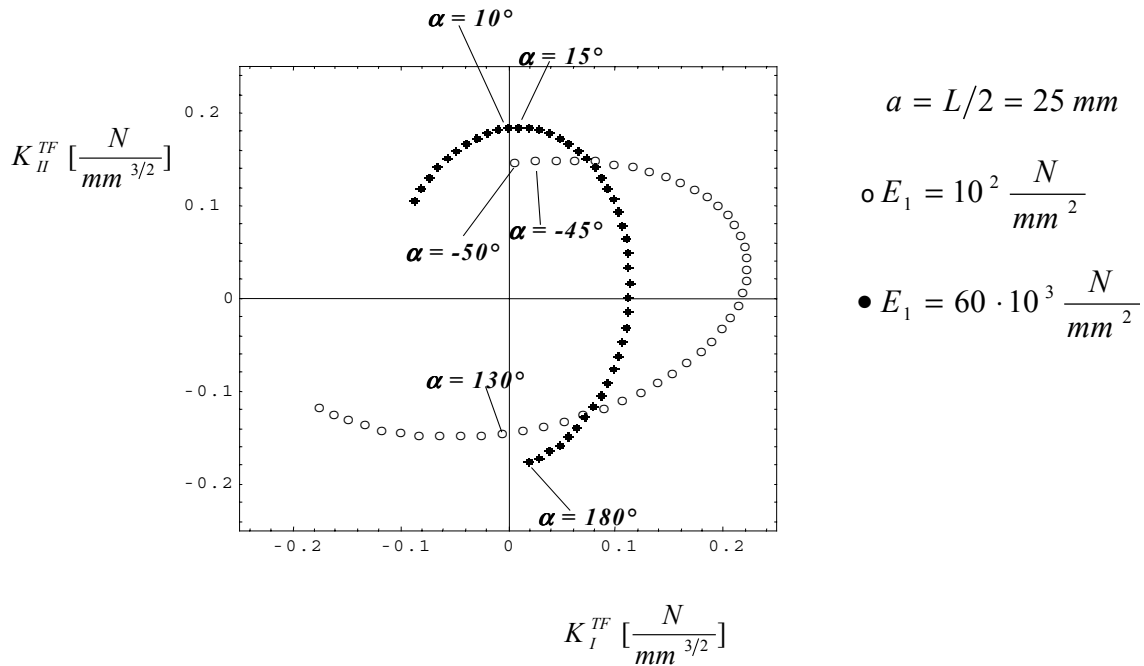 α = 10°
α = 15°
0.2
0.1
0
-0.1
-0.2
K_II^TF [N/mm^3/2]
α = -50°
α = -45°
α = 130°
α = 180°
-0.2
-0.1
0
0.1
0.2
K_I^TF [N/mm^3/2]
a = L/2 = 25 mm
o E_1 = 10^2 N/mm^2
● E_1 = 60 · 10^3 N/mm^2